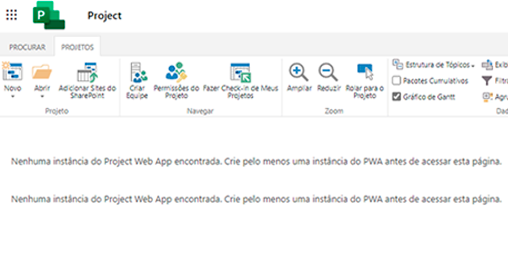 Project
PROCURAR
PROJETOS
Novo
Abrir
Adicionar Sites do
SharePoint
Projeto
Criar
Equipe
Permissões do
Projeto
Fazer Check-in de Meus
Projetos
Navegar
Ampliar
Reduzir
Rolar para o
Projeto
Zoom
Estrutura de Tópicos
Pacotes Cumulativos
Gráfico de Gantt
Exib
Filtro
Agru
Dad
Nenhuma instância do Project Web App encontrada. Crie pelo menos uma instância do PWA antes de acessar esta página.
Nenhuma instância do Project Web App encontrada. Crie pelo menos uma instância do PWA antes de acessar esta página.